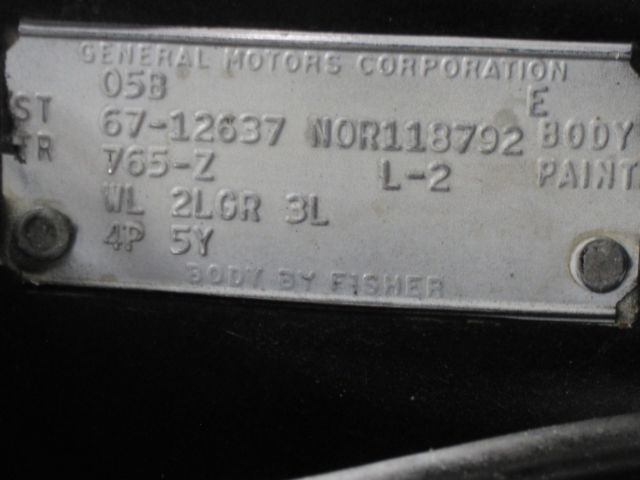 GENERAL MOTORS CORPORATION
05B E
ST 67-12637 NOR118792 BODY
TR 765-Z L-2 PAINT
WL 2LGR 3L
4P 5Y
BODY BY FISHER